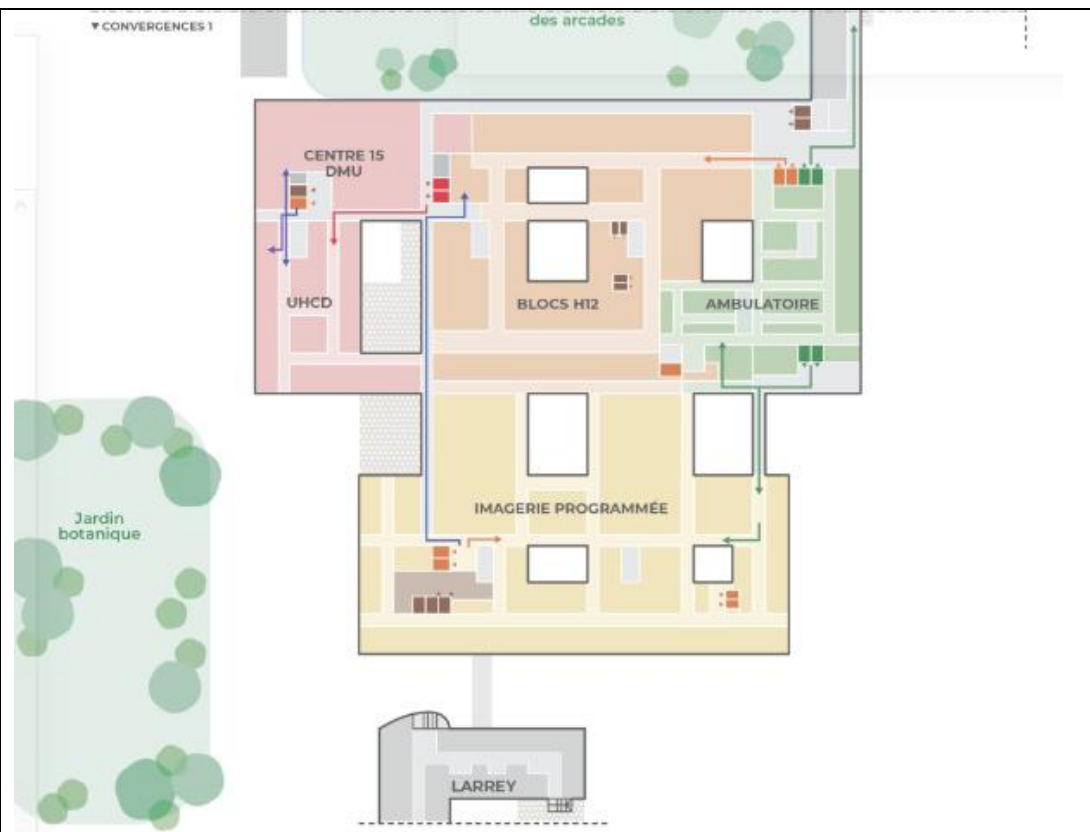 des arcades
▼ CONVERGENCES 1
CENTRE 15
DMU
UHCD
BLOCS H12
AMBULATOIRE
IMAGERIE PROGRAMMÉE
Jardin
botanique
LARREY